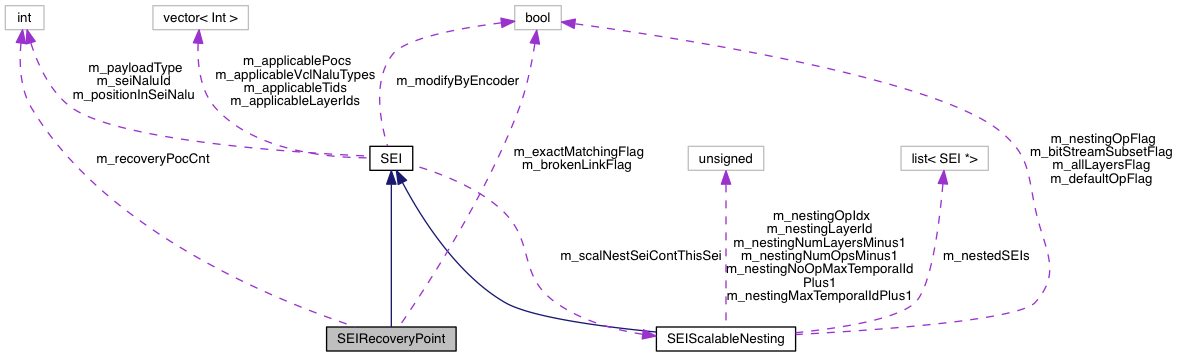 int
vector< Int >
bool
m_payloadType
m_seiNaluId
m_positionInSeiNalu
m_applicablePocs
m_applicableVclNaluTypes
m_applicableTids
m_applicableLayerIds
m_modifyByEncoder
m_recoveryPocCnt
SEI
m_exactMatchingFlag
m_brokenLinkFlag
unsigned
list< SEI *>
m_nestingOpFlag
m_bitStreamSubsetFlag
m_allLayersFlag
m_defaultOpFlag
m_scalNestSeiContThisSei
m_nestingOpIdx
m_nestingLayerId
m_nestingNumLayersMinus1
m_nestingNumOpsMinus1
m_nestingNoOpMaxTemporalId
Plus1
m_nestingMaxTemporalIdPlus1
m_nestedSEIs
SEIRecoveryPoint
SEIScalableNesting